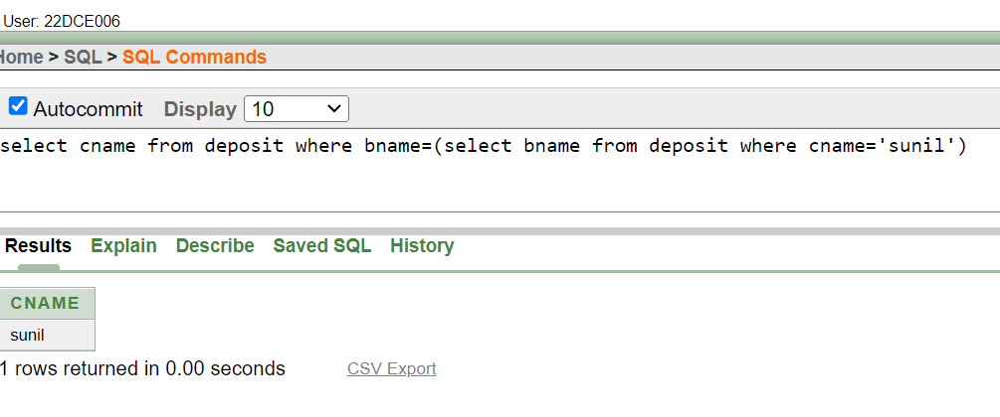 User: 22DCE006
Home > SQL > SQL Commands
Autocommit Display 10
select cname from deposit where bname=(select bname from deposit where cname='sunil')
Results Explain Describe Saved SQL History
CNAME
sunil
1 rows returned in 0.00 seconds CSV Export